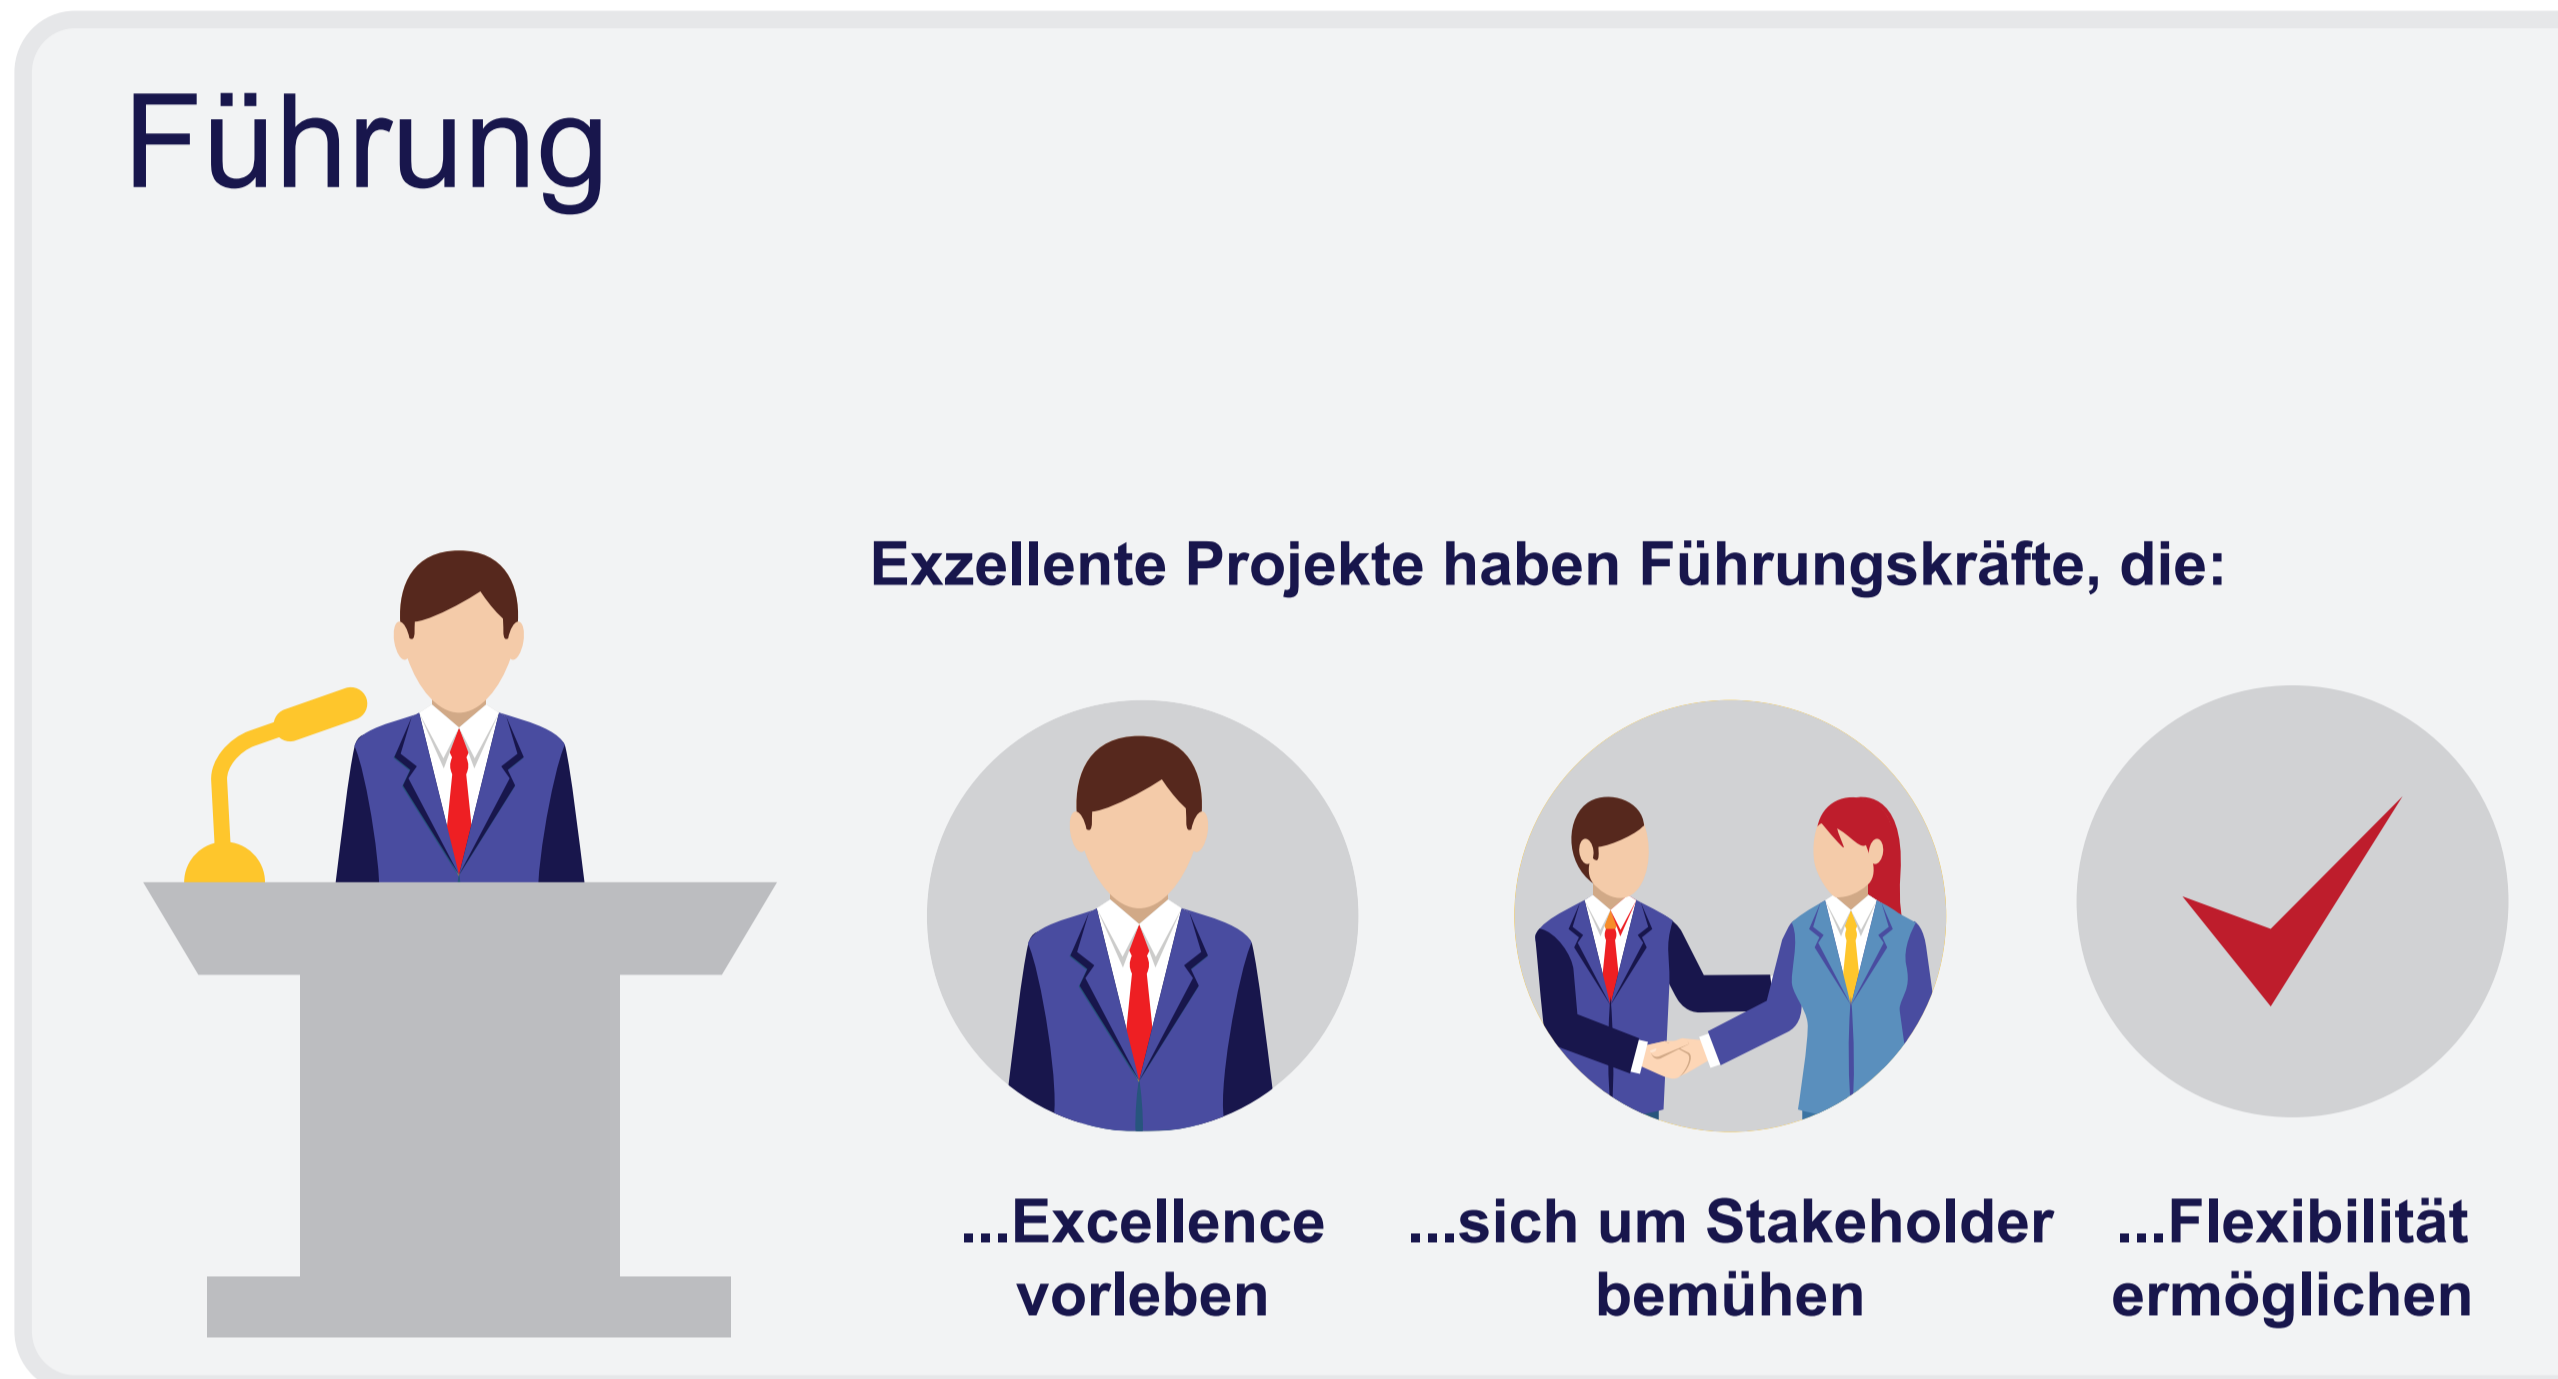 Führung
Exzellente Projekte haben Führungskräfte, die:
...Excellence
vorleben
...sich um Stakeholder
bemühen
...Flexibilität
ermöglichen